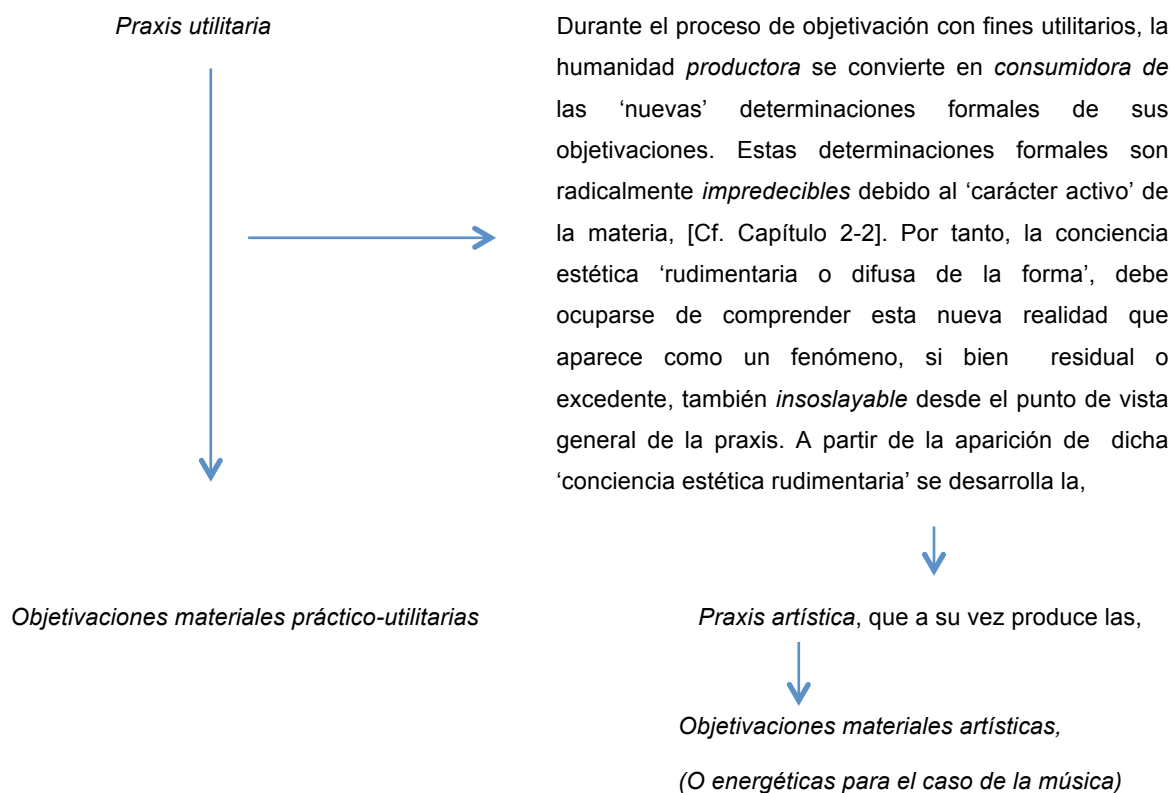 Praxis utilitaria
Durante el proceso de objetivación con fines utilitarios, la
humanidad productora se convierte en consumidora de
las ‘nuevas’ determinaciones formales de sus
objetivaciones. Estas determinaciones formales son
radicalmente impredecibles debido al ‘carácter activo’ de
la materia, [Cf. Capítulo 2-2]. Por tanto, la conciencia
estética ‘rudimentaria o difusa de la forma’, debe
ocuparse de comprender esta nueva realidad que
aparece como un fenómeno, si bien residual o
excedente, también insoslayable desde el punto de vista
general de la praxis. A partir de la aparición de dicha
‘conciencia estética rudimentaria’ se desarrolla la,
Objetivaciones materiales práctico-utilitarias
Praxis artística, que a su vez produce las,
Objetivaciones materiales artísticas,
(O energéticas para el caso de la música)